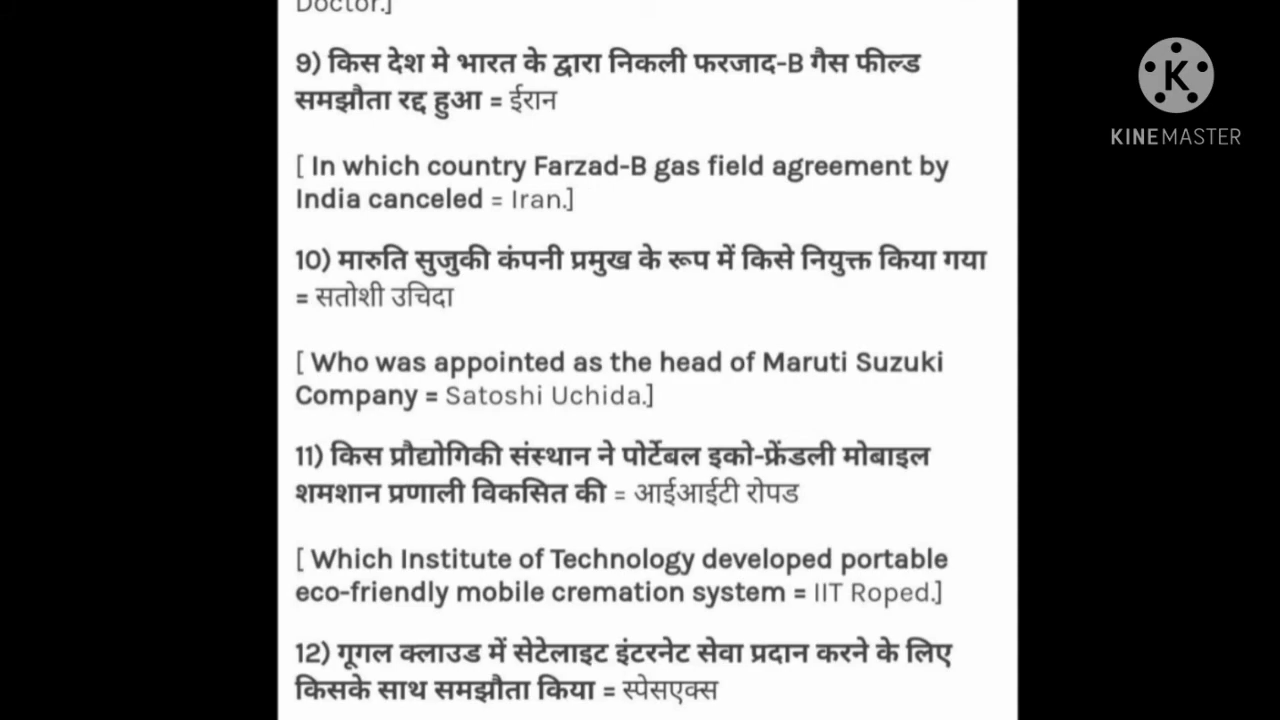 Doctor.]
9) किस देश मे भारत के द्वारा निकली फरजाद-B गैस फील्ड
समझौता रद्द हुआ = ईरान
[ In which country Farzad-B gas field agreement by
India canceled = Iran.]
10) मारुति सुजुकी कंपनी प्रमुख के रूप में किसे नियुक्त किया गया
= सतोशी उचिदा
[ Who was appointed as the head of Maruti Suzuki
Company = Satoshi Uchida.]
11) किस प्रौद्योगिकी संस्थान ने पोर्टेबल इको-फ्रेंडली मोबाइल
शमशान प्रणाली विकसित की = आईआईटी रोपड
[ Which Institute of Technology developed portable
eco-friendly mobile cremation system = IIT Roped.]
12) गूगल क्लाउड में सेटेलाइट इंटरनेट सेवा प्रदान करने के लिए
किसके साथ समझौता किया = स्पेसएक्स
K
KINEMASTER